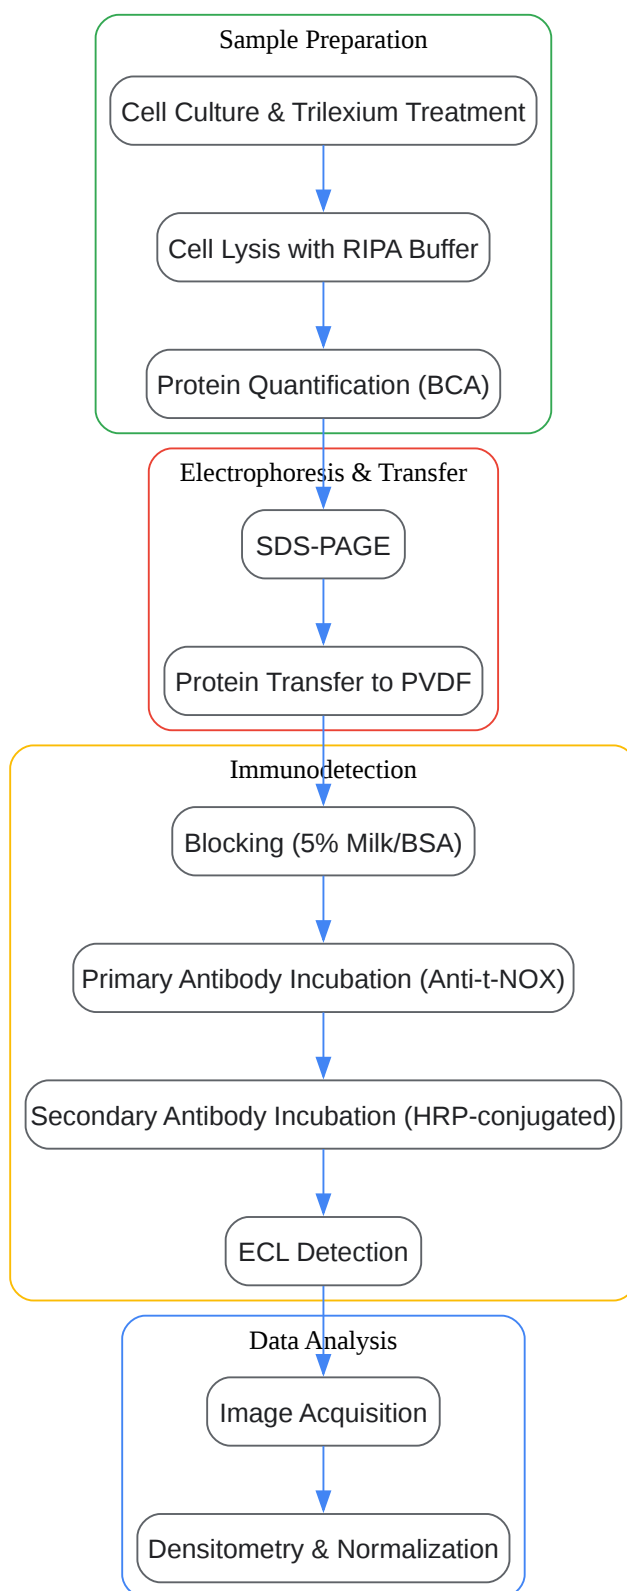 Sample Preparation
Cell Culture & Trilexium Treatment
Cell Lysis with RIPA Buffer
Protein Quantification (BCA)
Electrophoresis & Transfer
SDS-PAGE
Protein Transfer to PVDF
Immunodetection
Blocking (5% Milk/BSA)
Primary Antibody Incubation (Anti-t-NOX)
Secondary Antibody Incubation (HRP-conjugated)
ECL Detection
Data Analysis
Image Acquisition
Densitometry & Normalization